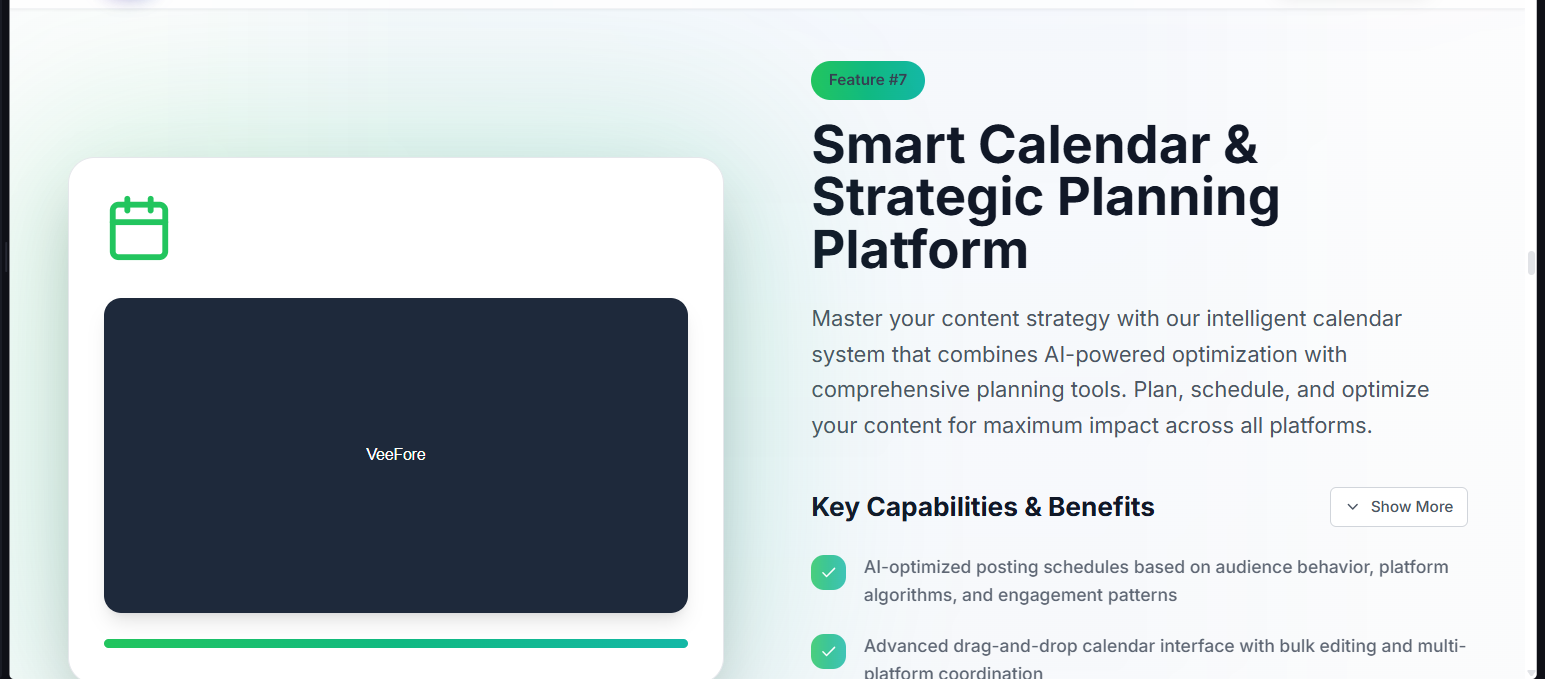 Feature #7
Smart Calendar &
Strategic Planning
Platform
Master your content strategy with our intelligent calendar
system that combines AI-powered optimization with
comprehensive planning tools. Plan, schedule, and optimize
your content for maximum impact across all platforms.
VeeFore
Key Capabilities & Benefits
Show More
AI-optimized posting schedules based on audience behavior, platform
algorithms, and engagement patterns
Advanced drag-and-drop calendar interface with bulk editing and multi-
platform coordination